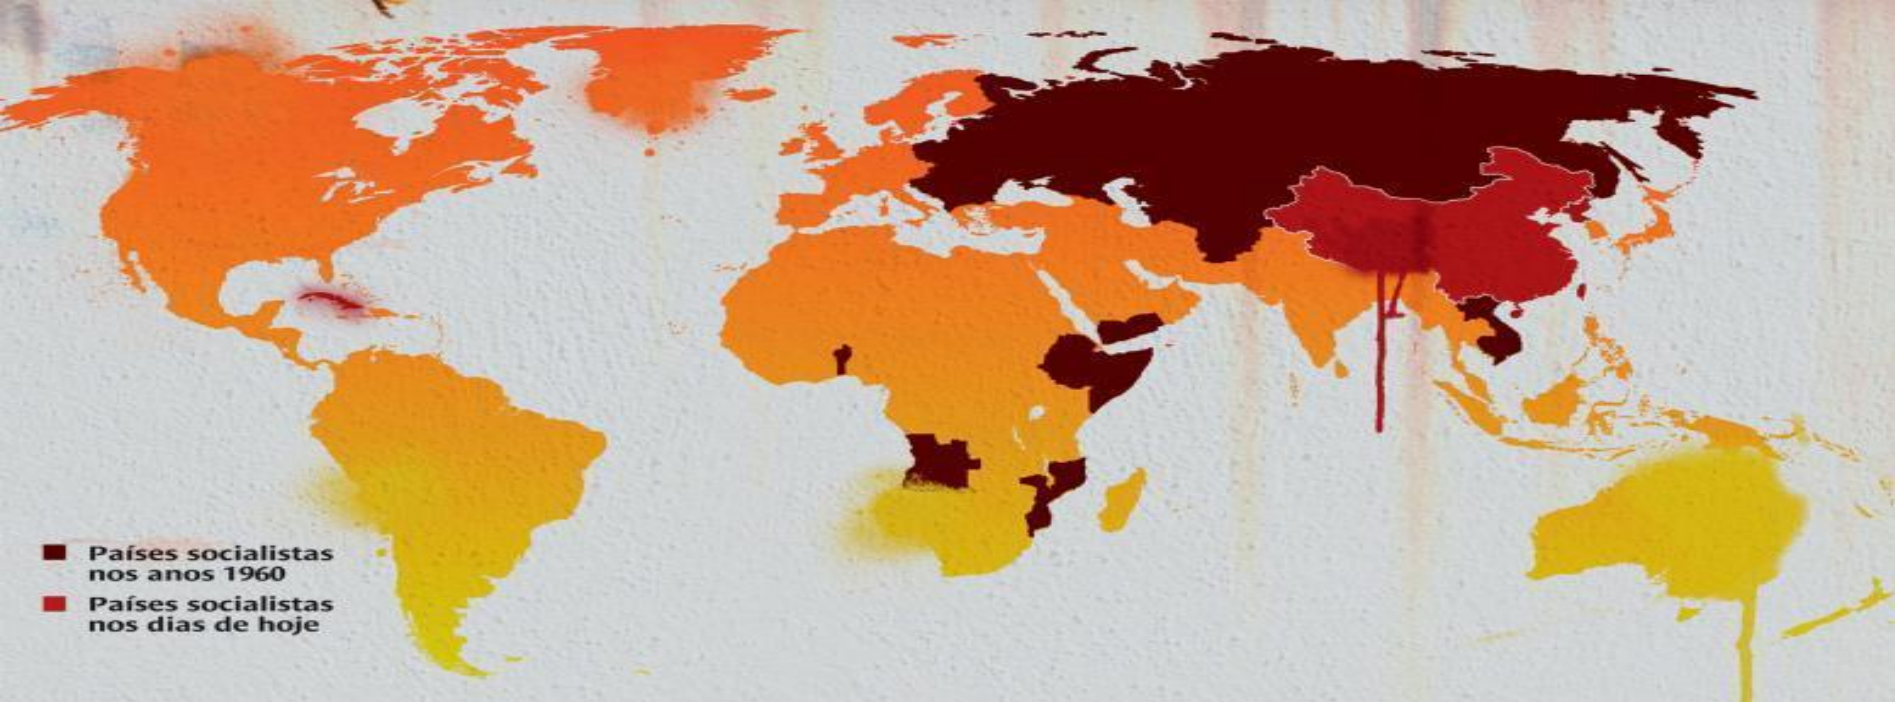 Países socialistas
nos anos 1960
Países socialistas
nos dias de hoje